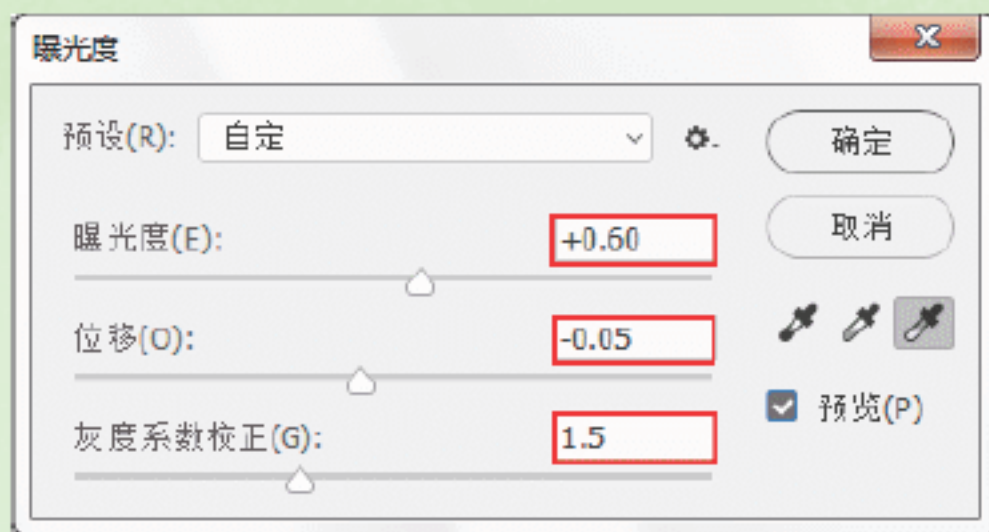 曝光度
预设(R): 自定
确定
取消
曝光度(E): +0.60
位移(O): -0.05
预览(P)
灰度系数校正(G): 1.5